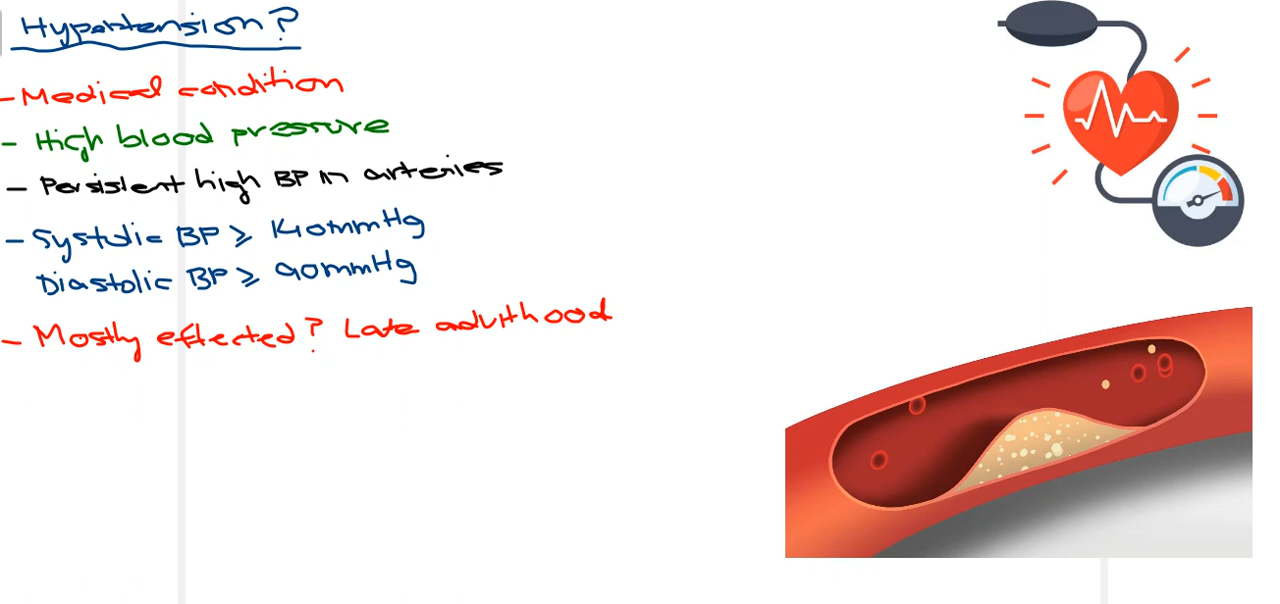 Hypertension?
- Medical condition
- High blood pressure
- Persistent high BP in arteries
- Systolic BP ≥ 140mmHg
Diastolic BP ≥ 90mmHg
- Mostly effected? Late adulthood